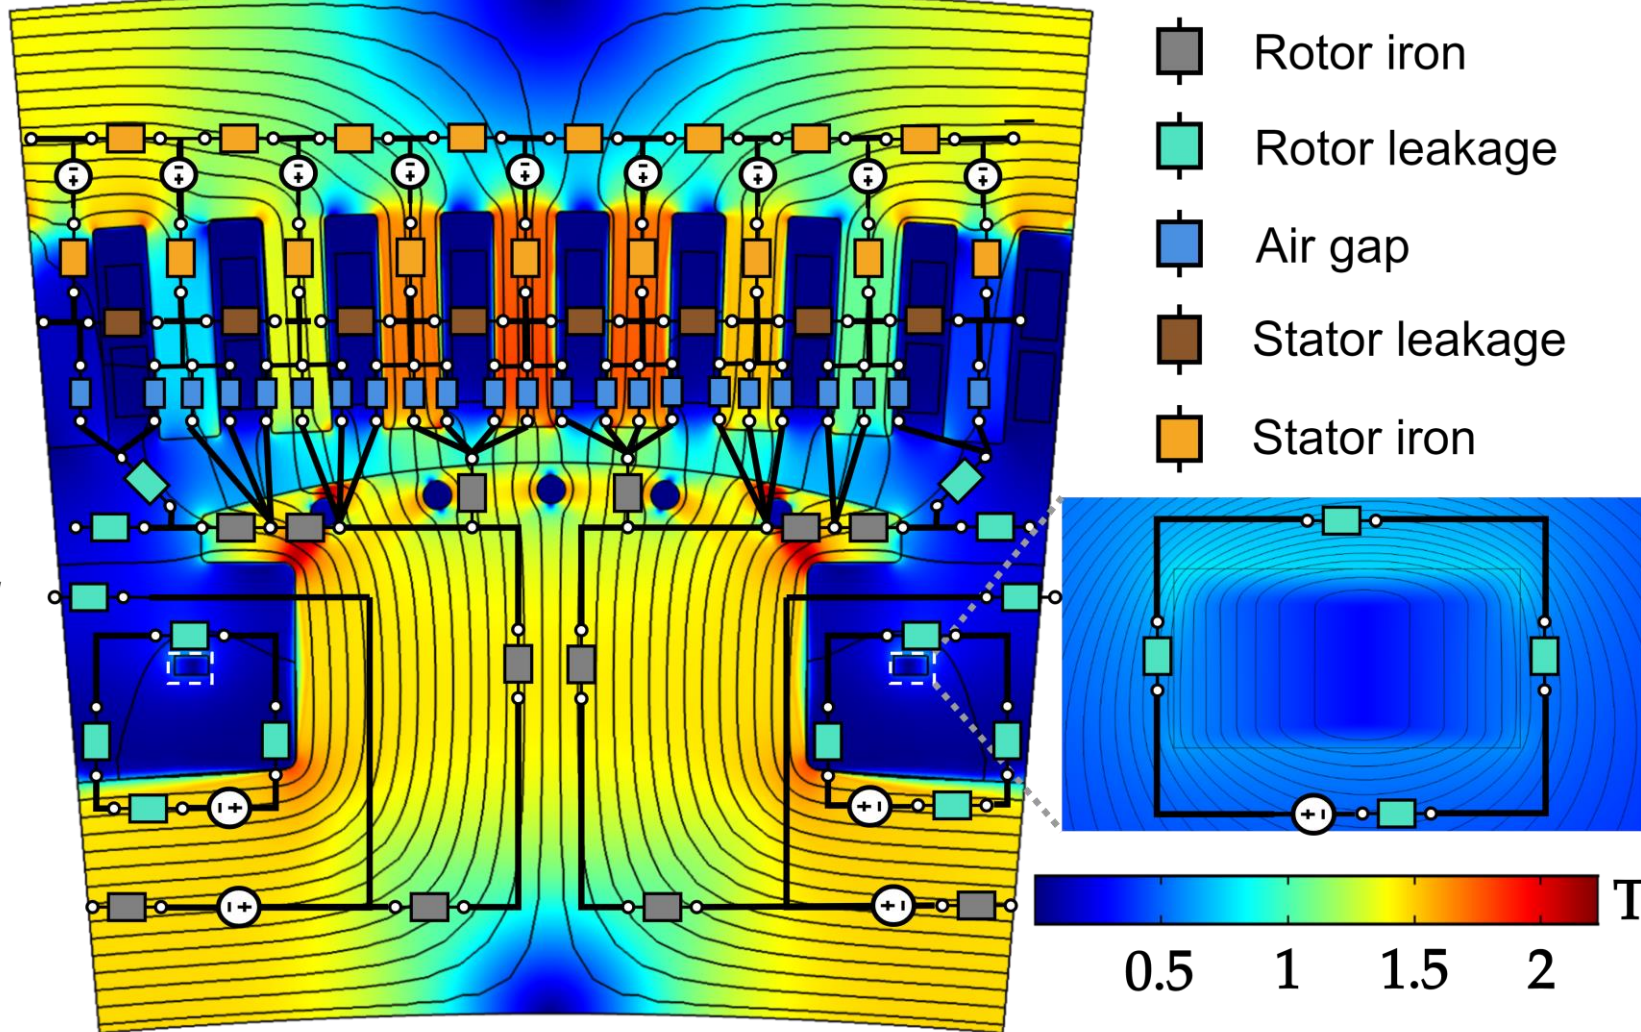 Rotor iron
Rotor leakage
Air gap
Stator leakage
Stator iron
T
0.5 1 1.5 2